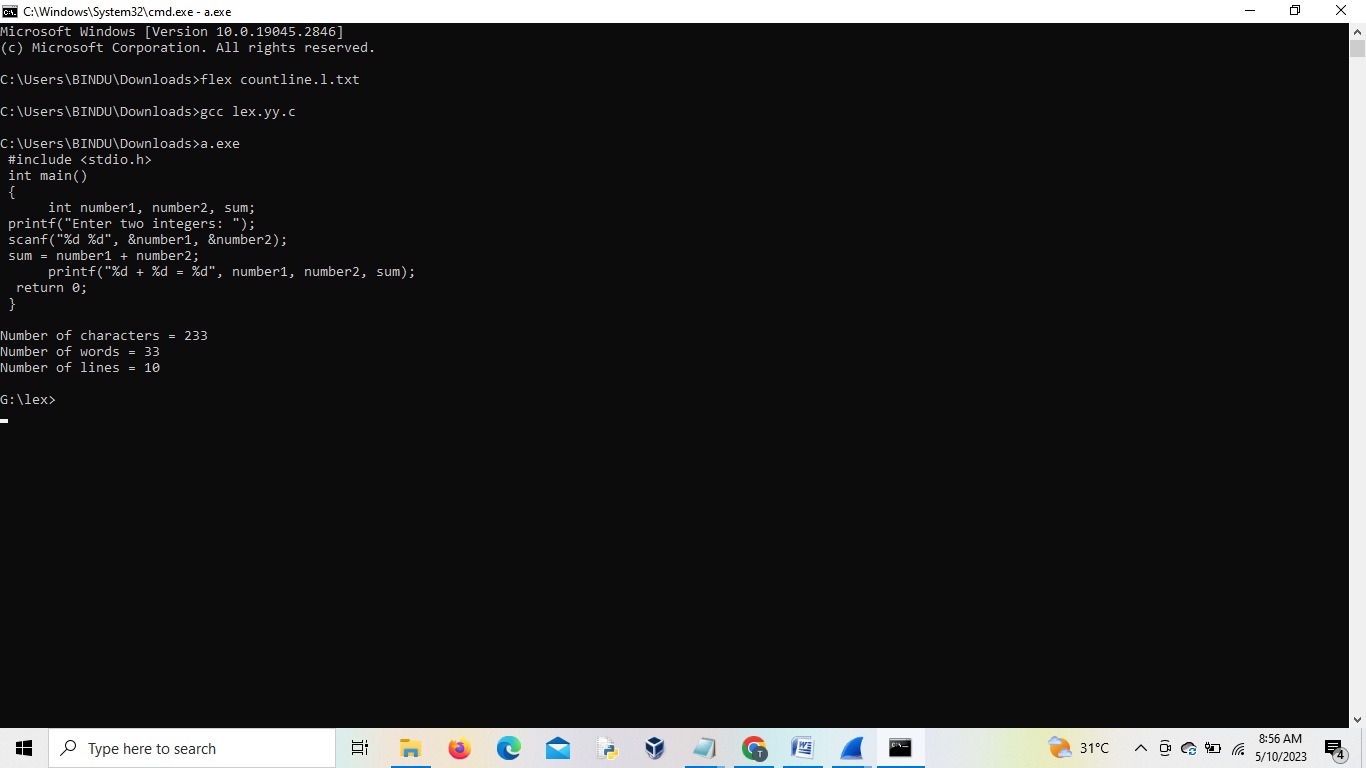 C:\Windows\System32\cmd.exe - a.exe
Microsoft Windows [Version 10.0.19045.2846]
(c) Microsoft Corporation. All rights reserved.
C:\Users\BINDU\Downloads>flex countline.l.txt
C:\Users\BINDU\Downloads>gcc lex.yy.c
C:\Users\BINDU\Downloads>a.exe
#include <stdio.h>
int main()
{
int number1, number2, sum;
printf("Enter two integers: ");
scanf("%d %d", &number1, &number2);
sum = number1 + number2;
printf("%d + %d = %d", number1, number2, sum);
return 0;
}
Number of characters = 233
Number of words = 33
Number of lines = 10
G:\lex>
Type here to search
T
31°C
8:56 AM
5/10/2023
4